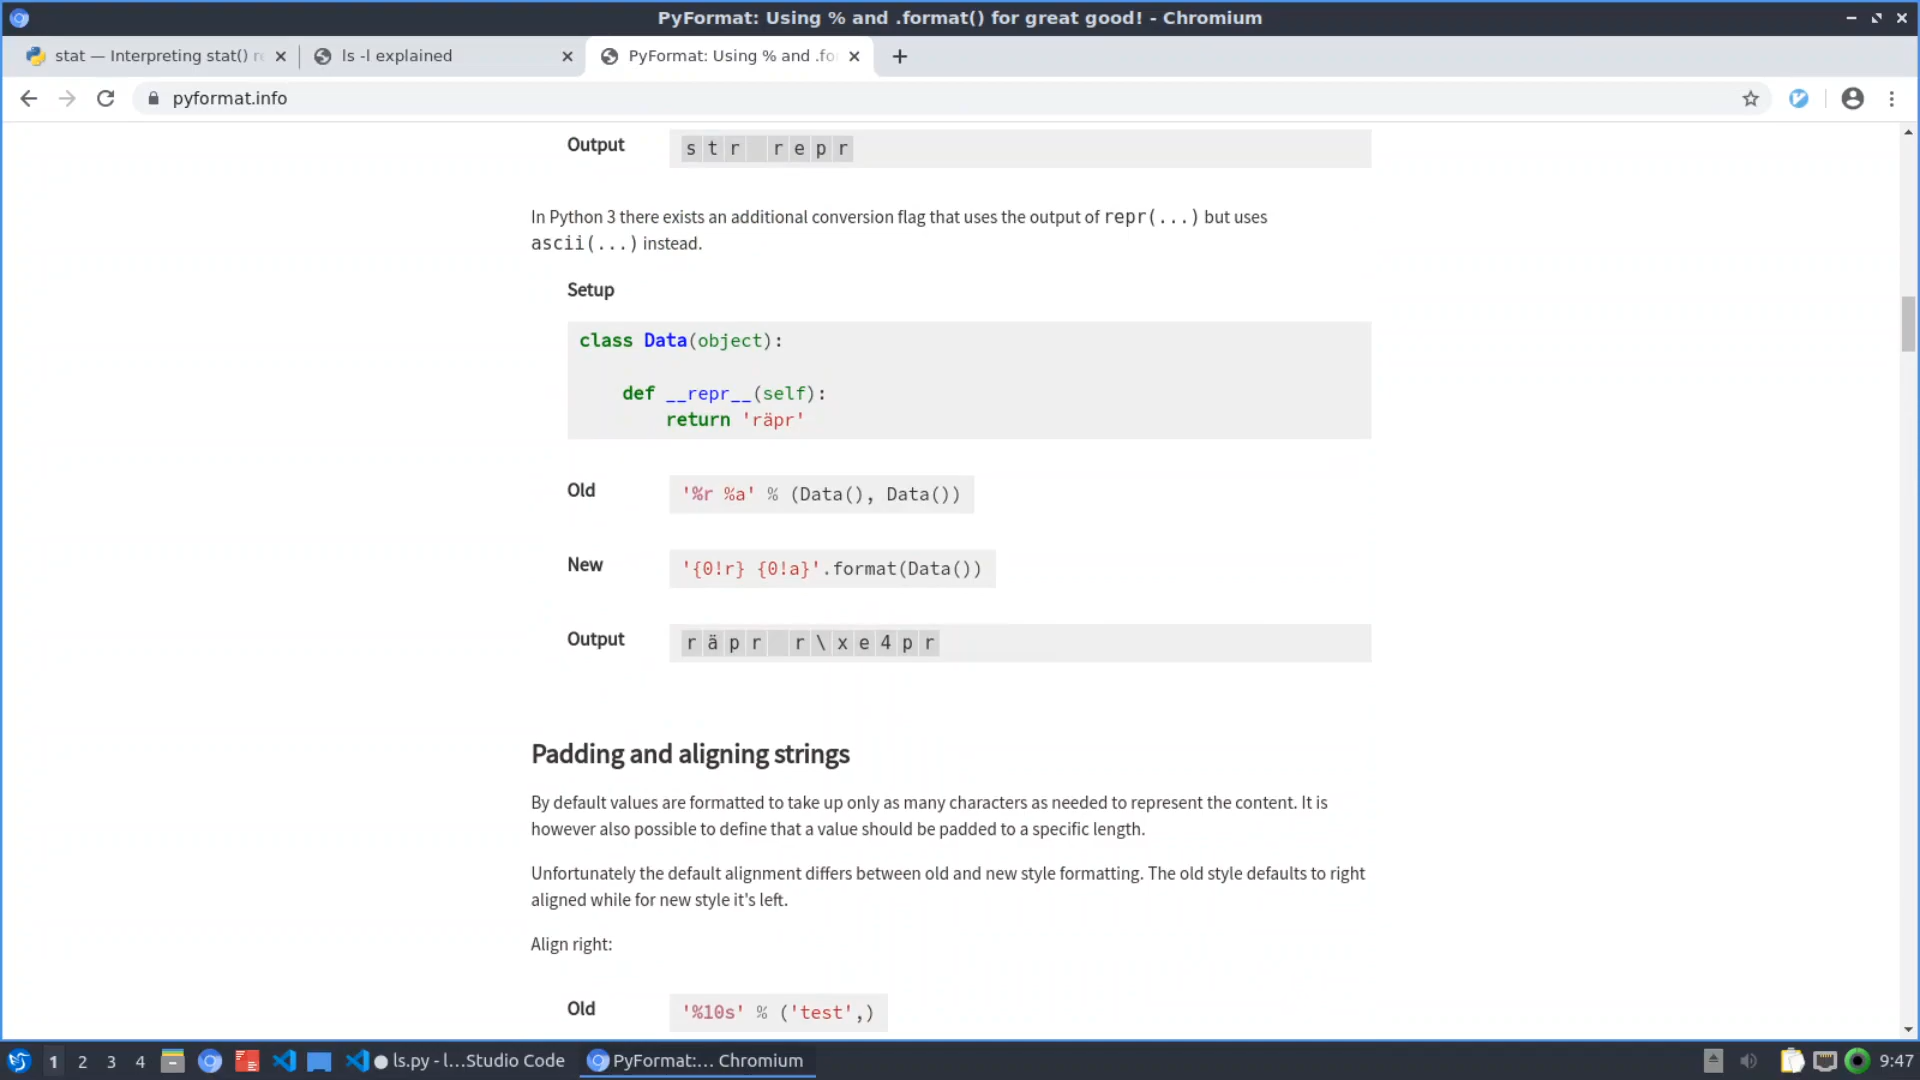 PyFormat: Using % and .format() for great good! - Chromium
stat — Interpreting stat() re
ls -l explained
PyFormat: Using % and .fo
pyformat.info
Output
str repr
In Python 3 there exists an additional conversion flag that uses the output of repr(...) but uses
ascii(...) instead.
Setup
class Data(object):
def __repr__(self):
return 'räpr'
Old
'%r %a' % (Data(), Data())
New
'{0!r} {0!a}'.format(Data())
Output
räpr r\xe4pr
Padding and aligning strings
By default values are formatted to take up only as many characters as needed to represent the content. It is
however also possible to define that a value should be padded to a specific length.
Unfortunately the default alignment differs between old and new style formatting. The old style defaults to right
aligned while for new style it's left.
Align right:
Old
'%10s' % ('test',)
1 2 3 4
ls.py - l...Studio Code
PyFormat:... Chromium
9:47